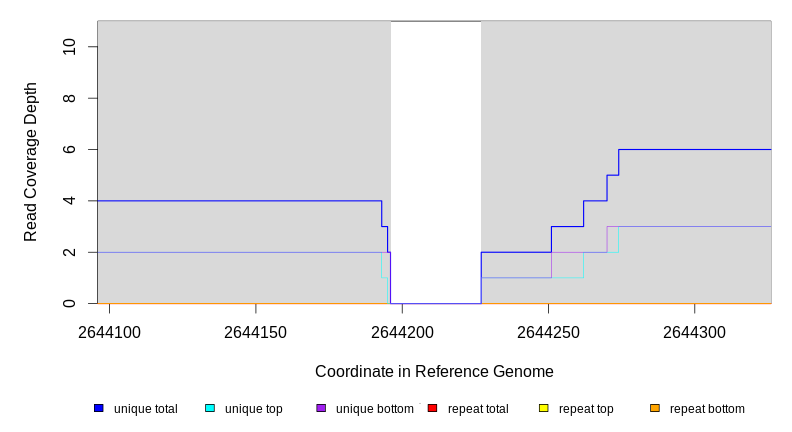 10
8
6
4
2
0
Read Coverage Depth
2644100 2644150 2644200 2644250 2644300
Coordinate in Reference Genome
unique total unique top unique bottom repeat total repeat top repeat bottom